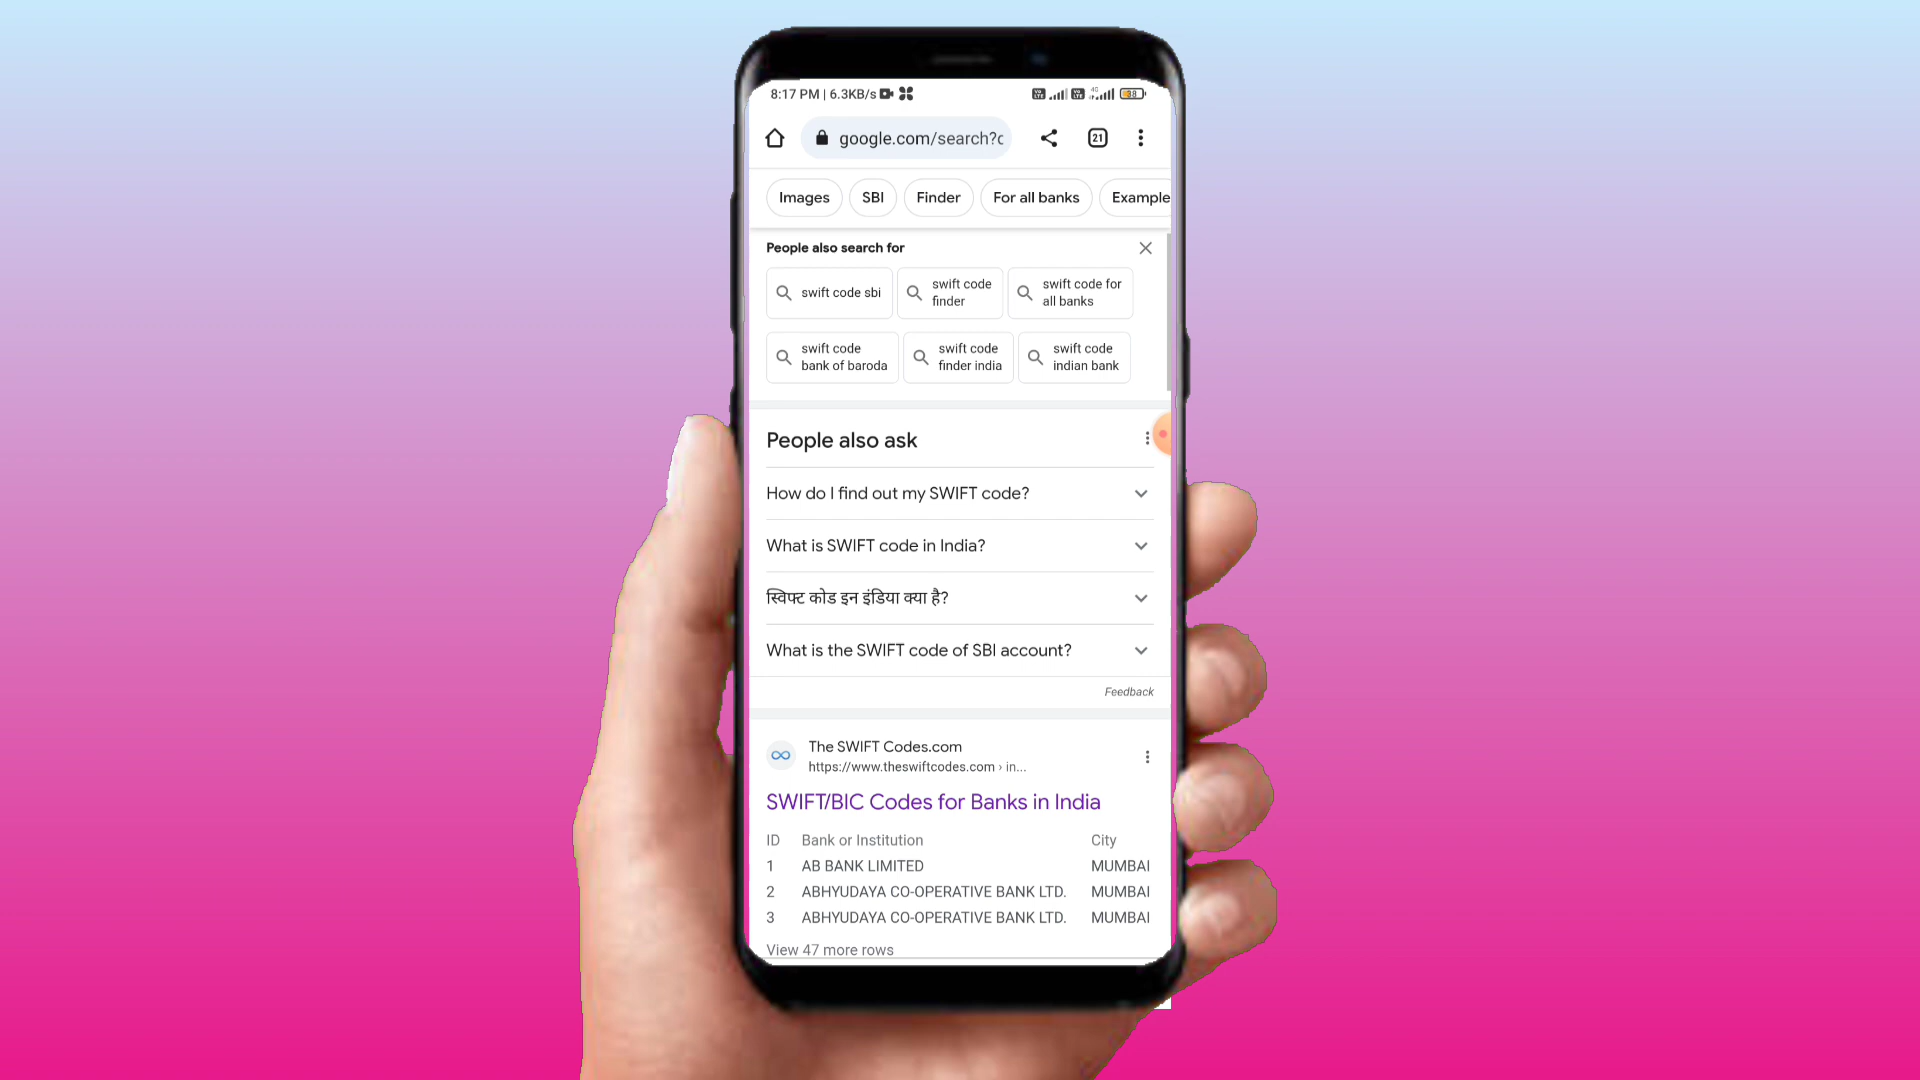 8:17 PM | 6.3KB/s
38
google.com/search?c
21
Images SBI Finder For all banks Example
People also search for
swift code sbi
swift code
finder
swift code for
all banks
swift code
bank of baroda
swift code
finder india
swift code
indian bank
People also ask
How do I find out my SWIFT code?
What is SWIFT code in India?
स्विफ्ट कोड इन इंडिया क्या है?
What is the SWIFT code of SBI account?
Feedback
The SWIFT Codes.com
https://www.theswiftcodes.com › in...
SWIFT/BIC Codes for Banks in India
ID Bank or Institution City
1 AB BANK LIMITED MUMBAI
2 ABHYUDAYA CO-OPERATIVE BANK LTD. MUMBAI
3 ABHYUDAYA CO-OPERATIVE BANK LTD. MUMBAI
View 47 more rows